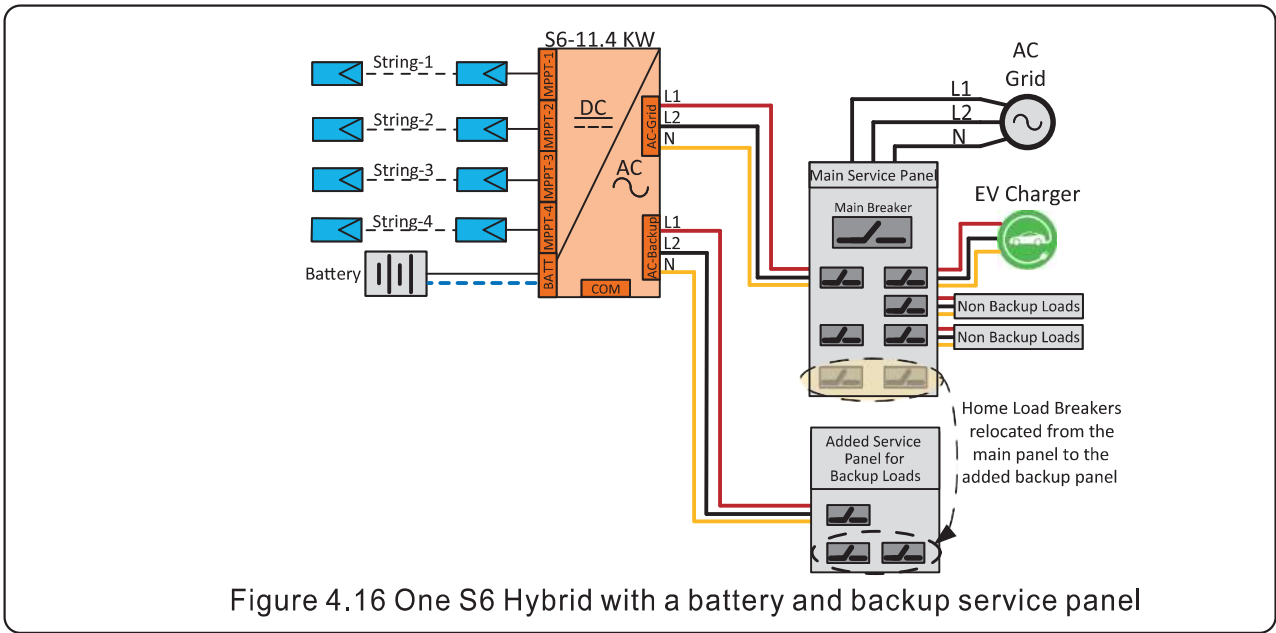 S6-11.4 KW
String-1
String-2
String-3
String-4
Battery
MPPT-1
MPPT-2
MPPT-3
MPPT-4
BATT
DC
AC
COM
AC-Grid
L1
L2
N
AC-Backup
L1
L2
N
AC
Grid
L1
L2
N
Main Service Panel
Main Breaker
EV Charger
Non Backup Loads
Non Backup Loads
Home Load Breakers
relocated from the
main panel to the
added backup panel
Added Service
Panel for
Backup Loads
Figure 4.16 One S6 Hybrid with a battery and backup service panel